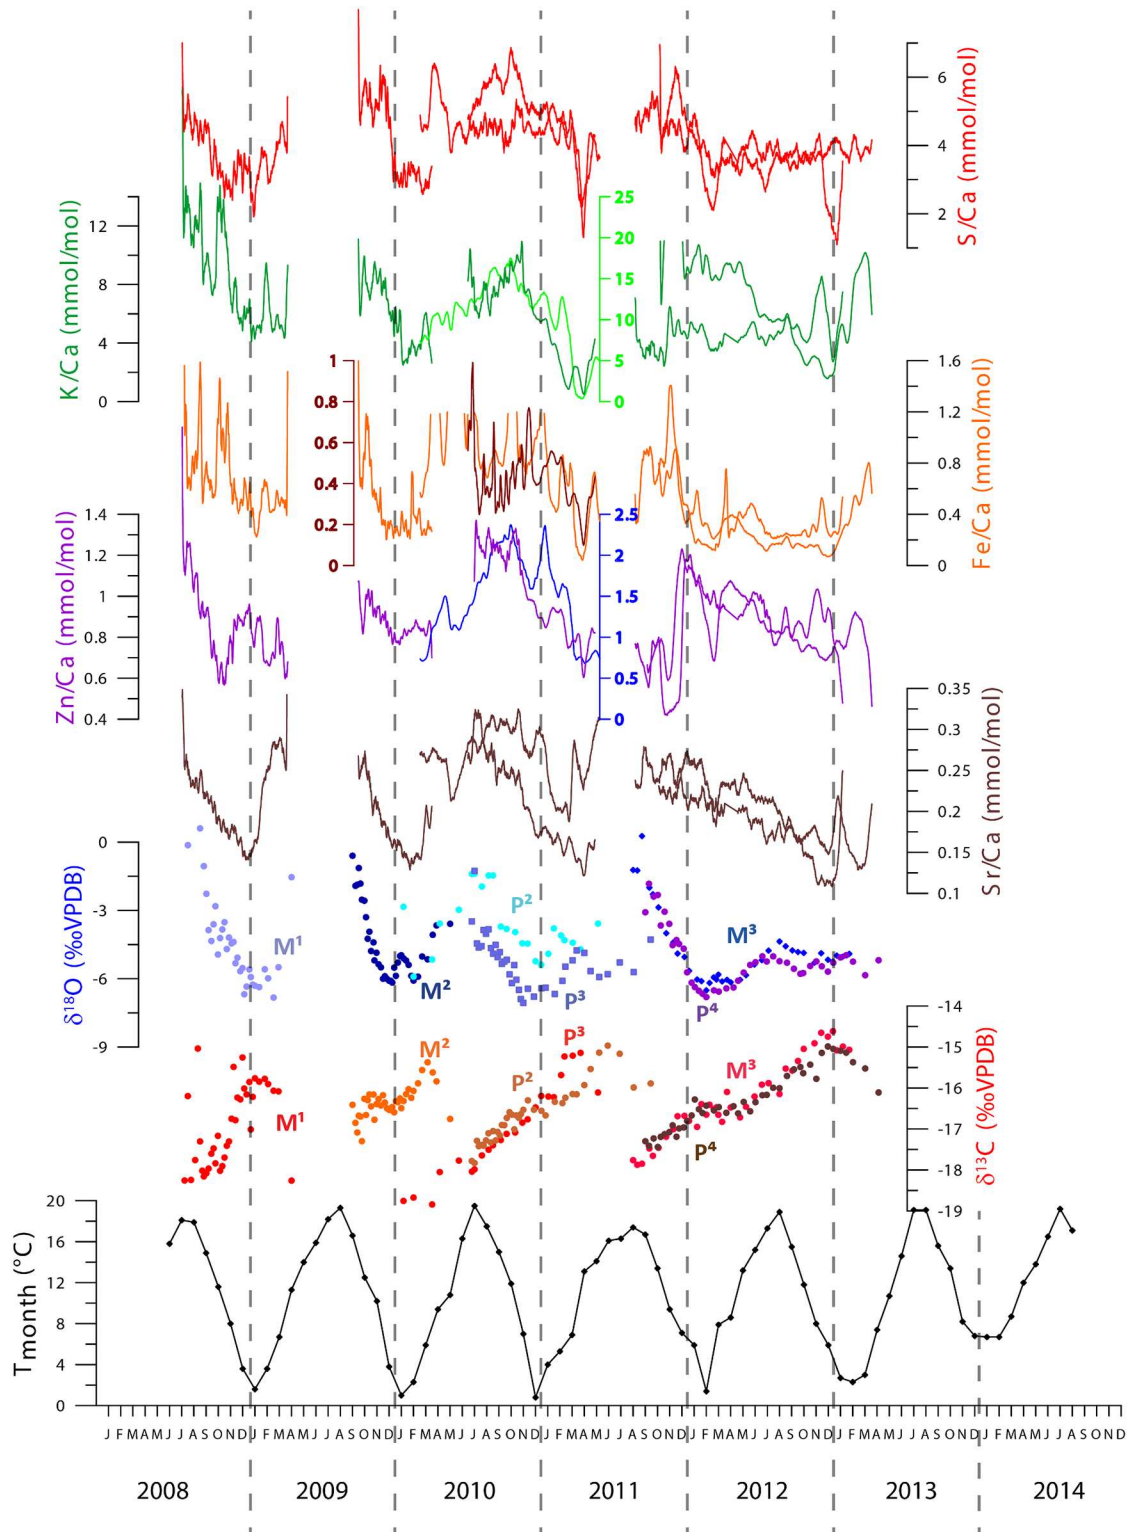 6
4
2
S/Ca (mmol/mol)
12
8
4
0
K/Ca (mmol/mol)
25
20
15
10
5
0
1
0.8
0.6
0.4
0.2
0
1.6
1.2
0.8
0.4
0
Fe/Ca (mmol/mol)
1.4
1.2
1
0.8
0.6
0.4
Zn/Ca (mmol/mol)
2.5
2
1.5
1
0.5
0
0.35
0.3
0.25
0.2
0.15
0.1
Sr/Ca (mmol/mol)
0
-3
-6
-9
δ¹⁸O (‰VPDB)
M¹
M²
P²
P³
M³
P⁴
-14
-15
-16
-17
-18
-19
δ¹³C (‰VPDB)
M¹
M²
P²
P³
M³
P⁴
20
16
12
8
4
0
Tmonth (°C)
J F M A M J J A S O N D J F M A M J J A S O N D J F M A M J J A S O N D J F M A M J J A S O N D J F M A M J J A S O N D J F M A M J J A S O N D J F M A M J J A S O N D
2008 2009 2010 2011 2012 2013 2014